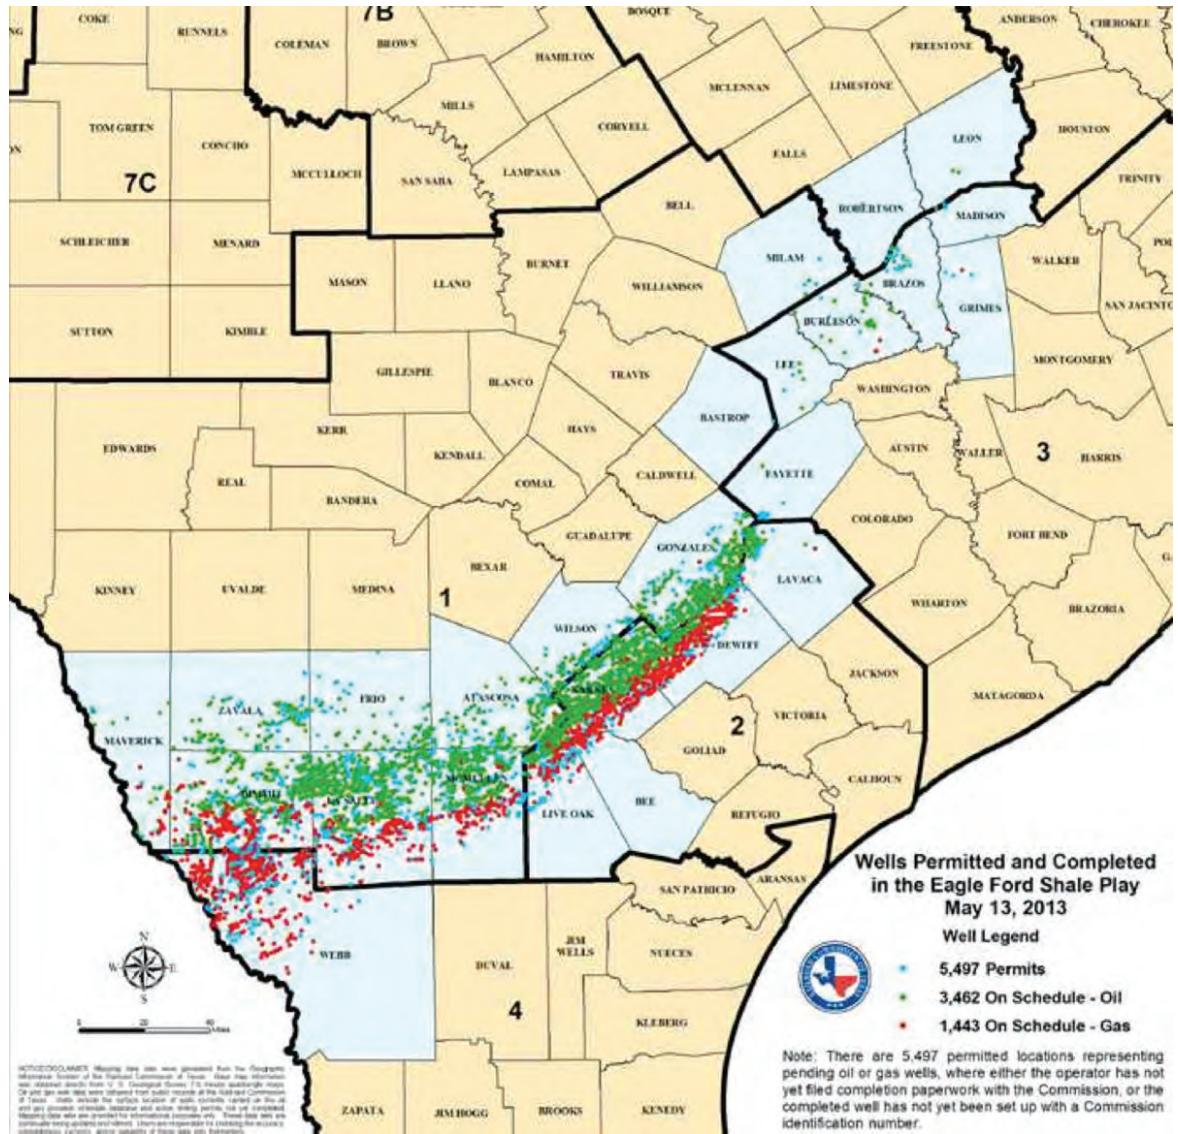 7B
COKE
RUNNELS
COLEMAN
BROWN
HAMILTON
BOSQUE
MCLENNAN
LIMESTONE
FREESTONE
ANDERSON
CHEROKEE
MILLS
TOM GREEN
CONCHO
7C
MCCULLOCH
SAN SABA
LAMPASAS
CORYELL
FALLS
LEON
HOUSTON
TRINITY
BELL
ROBERTSON
MADISON
SCHLEICHER
MENARD
MASON
LLANO
BURNET
WILLIAMSON
MILAM
BRAZOS
GRIMES
WALKER
SAN JACINTO
SUTTON
KIMBLE
GILLESPIE
BLANCO
TRAVIS
BURLESON
LEE
MONTGOMERY
WASHINGTON
BASTROP
EDWARDS
KERR
KENDALL
HAYS
CALDWELL
FAYETTE
AUSTIN
WALLER
3
HARRIS
REAL
BANDERA
COMAL
GUADALUPE
GONZALES
COLORADO
FORT BEND
KINNEY
UVALDE
MEDINA
BEXAR
1
LAVACA
WHARTON
BRAZORIA
WILSON
DEWITT
JACKSON
MATAGORDA
MAVERICK
ZAVALA
FRIO
ATASCOSA
2
VICTORIA
GOLIAD
CALHOUN
LIVE OAK
BEE
REFUGIO
ARANSAS
SAN PATRICIO
WEBB
DUVAL
JIM
WELLS
NUECES
4
KLEBERG
ZAPATA
JIM HOGG
BROOKS
KENEDY
N
W E
S
0 20 40
Miles
Wells Permitted and Completed
in the Eagle Ford Shale Play
May 13, 2013
Well Legend
5,497 Permits
3,462 On Schedule - Oil
1,443 On Schedule - Gas
Note: There are 5,497 permitted locations representing
pending oil or gas wells, where either the operator has not
yet filed completion paperwork with the Commission, or the
completed well has not yet been set up with a Commission
identification number.